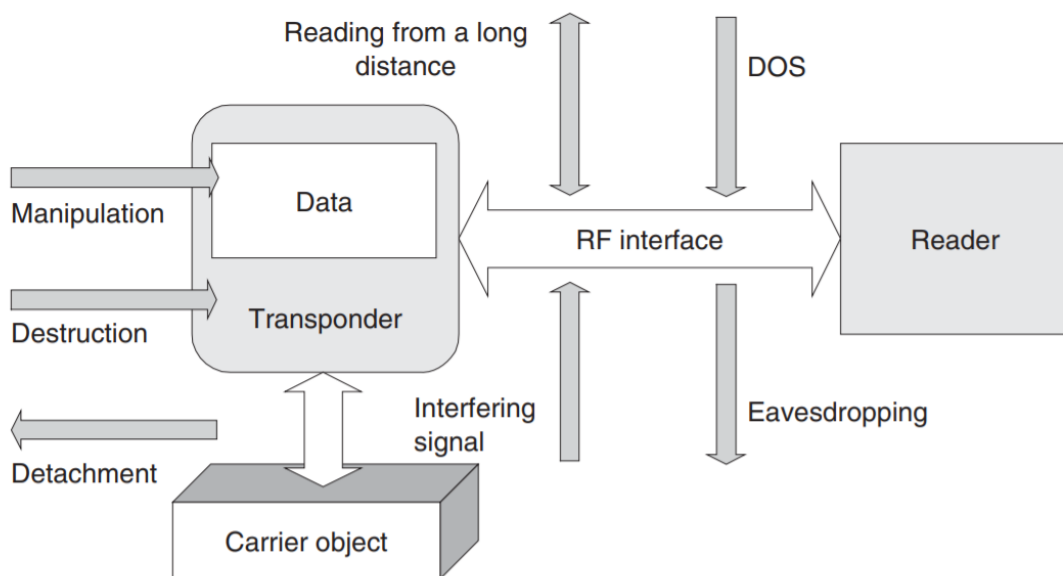 Reading from a long
distance
DOS
Manipulation
Data
RF interface
Reader
Destruction
Transponder
Detachment
Interfering
signal
Eavesdropping
Carrier object